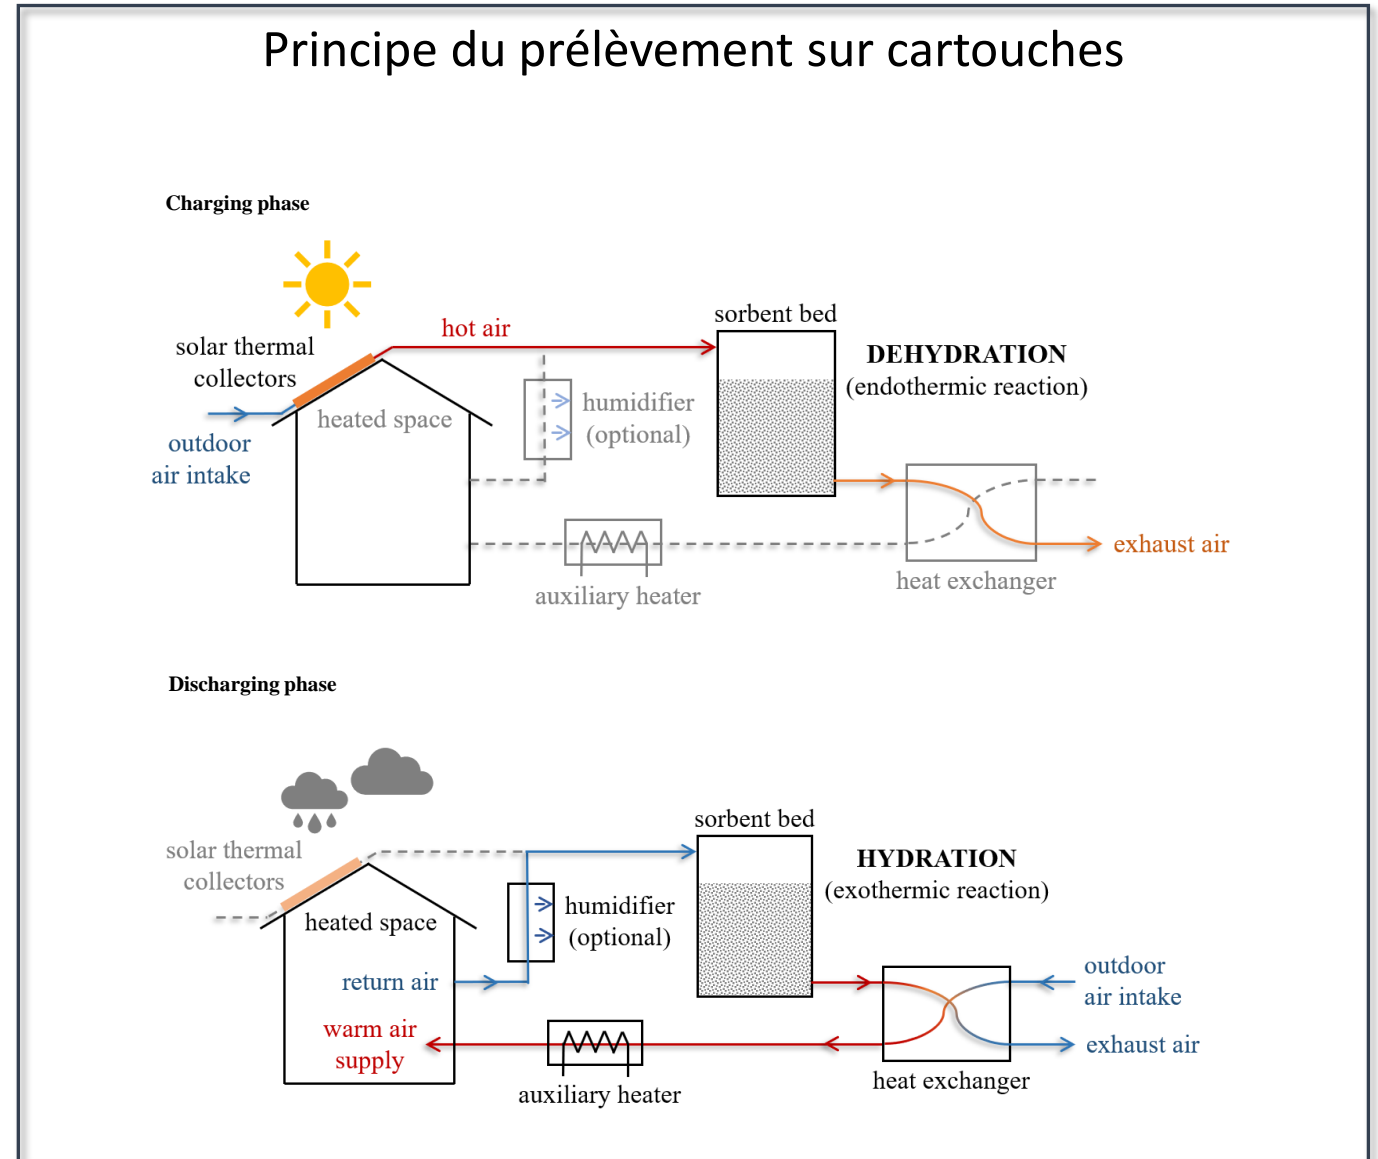 Principe du prélèvement sur cartouches
Charging phase
hot air
sorbent bed
solar thermal
collectors
DEHYDRATION
(endothermic reaction)
heated space
humidifier
(optional)
outdoor
air intake
exhaust air
heat exchanger
auxiliary heater
Discharging phase
sorbent bed
solar thermal
collectors
HYDRATION
(exothermic reaction)
heated space
humidifier
(optional)
return air
outdoor
air intake
warm air
supply
exhaust air
heat exchanger
auxiliary heater